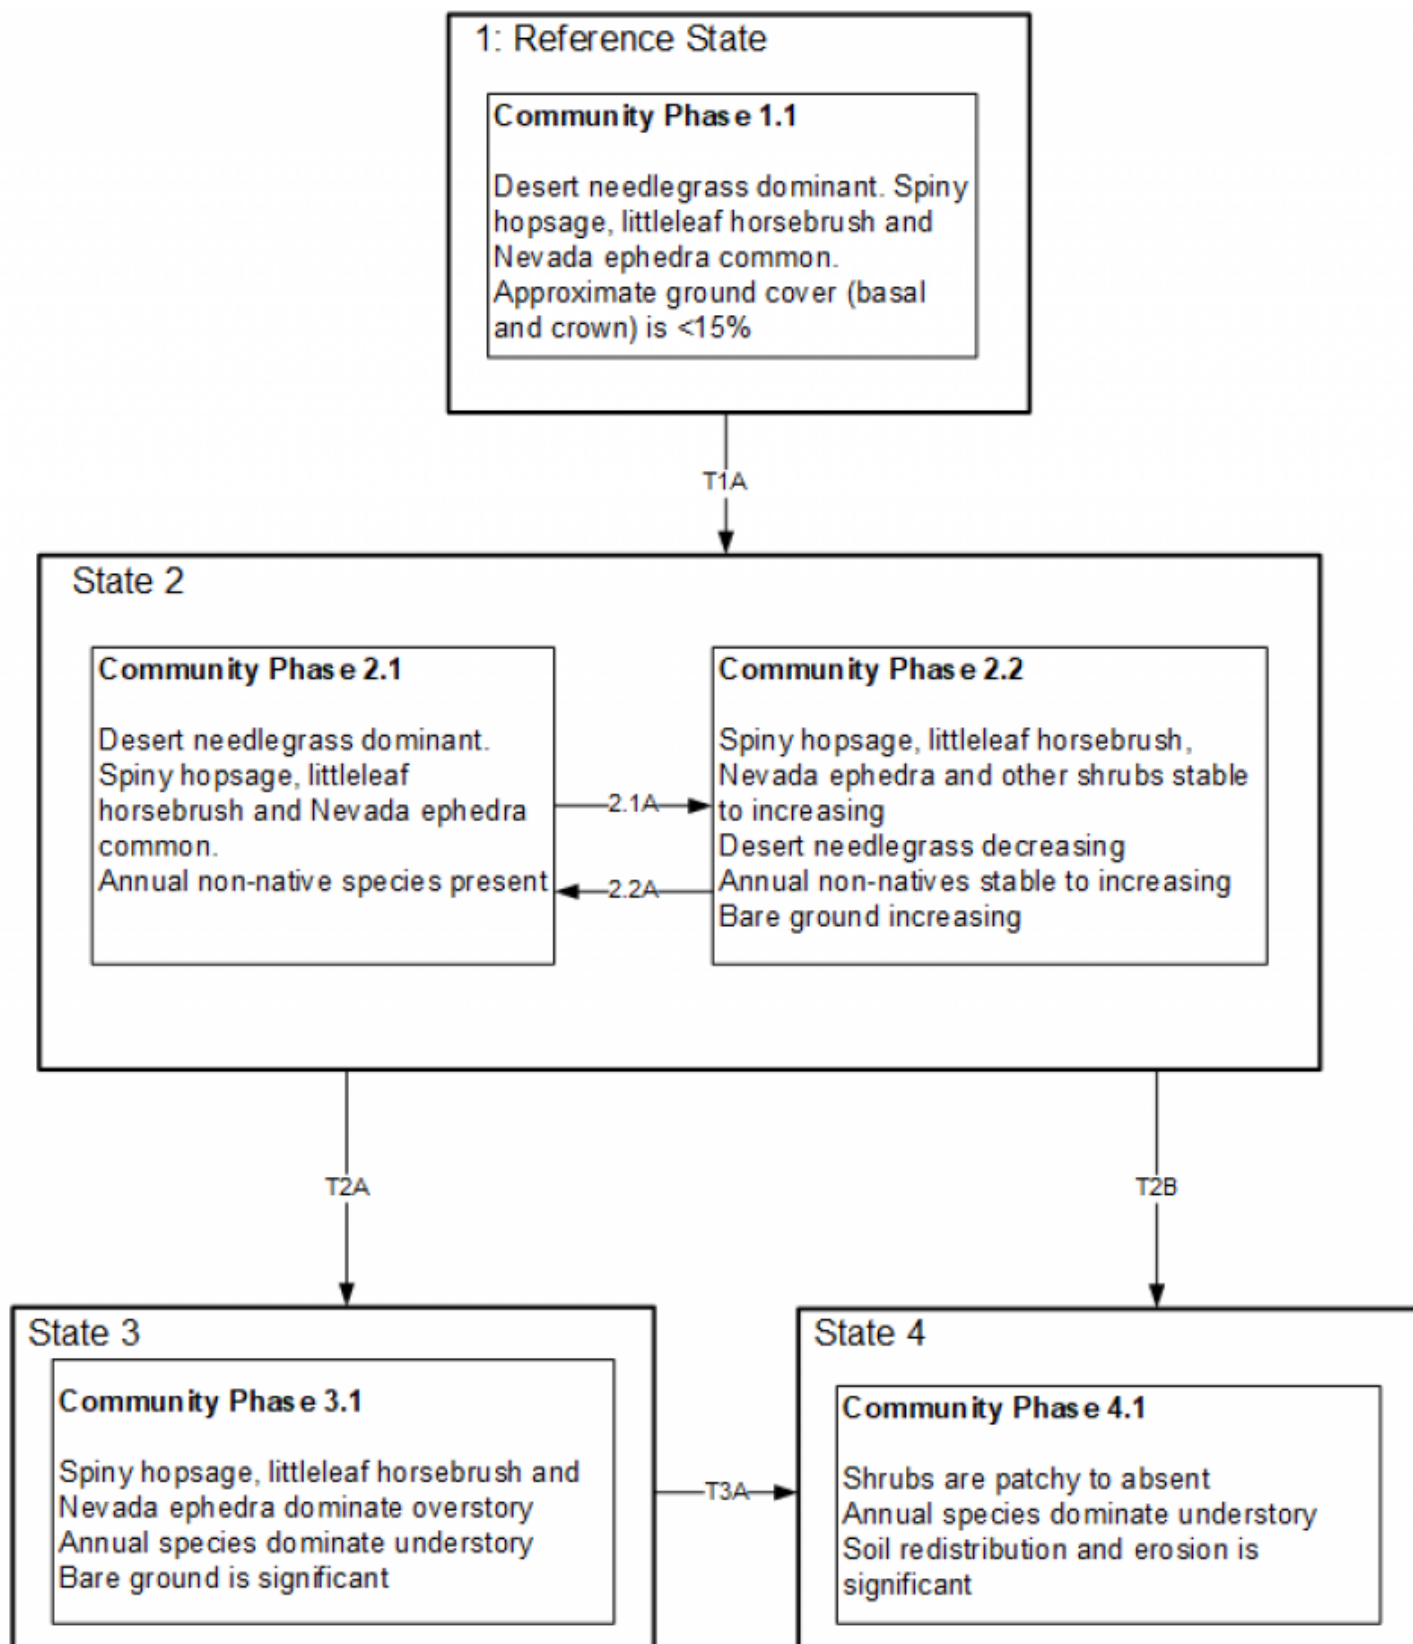 1: Reference State
Community Phase 1.1
Desert needlegrass dominant. Spiny
hopsage, littleleaf horsebrush and
Nevada ephedra common.
Approximate ground cover (basal
and crown) is <15%
T1A
State 2
Community Phase 2.1
Desert needlegrass dominant.
Spiny hopsage, littleleaf
horsebrush and Nevada ephedra
common.
Annual non-native species present
2.1A
2.2A
Community Phase 2.2
Spiny hopsage, littleleaf horsebrush,
Nevada ephedra and other shrubs stable
to increasing
Desert needlegrass decreasing
Annual non-natives stable to increasing
Bare ground increasing
T2A
T2B
State 3
Community Phase 3.1
Spiny hopsage, littleleaf horsebrush and
Nevada ephedra dominate overstory
Annual species dominate understory
Bare ground is significant
T3A
State 4
Community Phase 4.1
Shrubs are patchy to absent
Annual species dominate understory
Soil redistribution and erosion is
significant